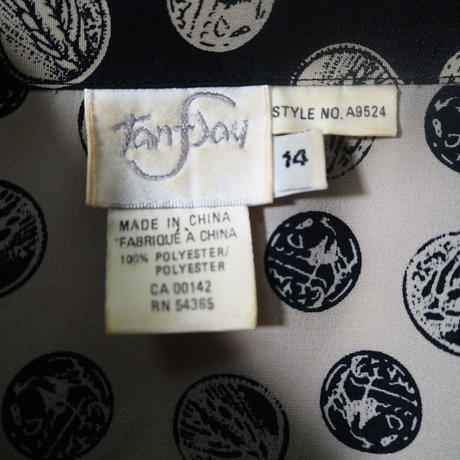 TanJay
STYLE NO. A9524
14
MADE IN CHINA
"FABRIQUÉ À CHINA
100% POLYESTER/
POLYESTER
CA 00142
RN 54365